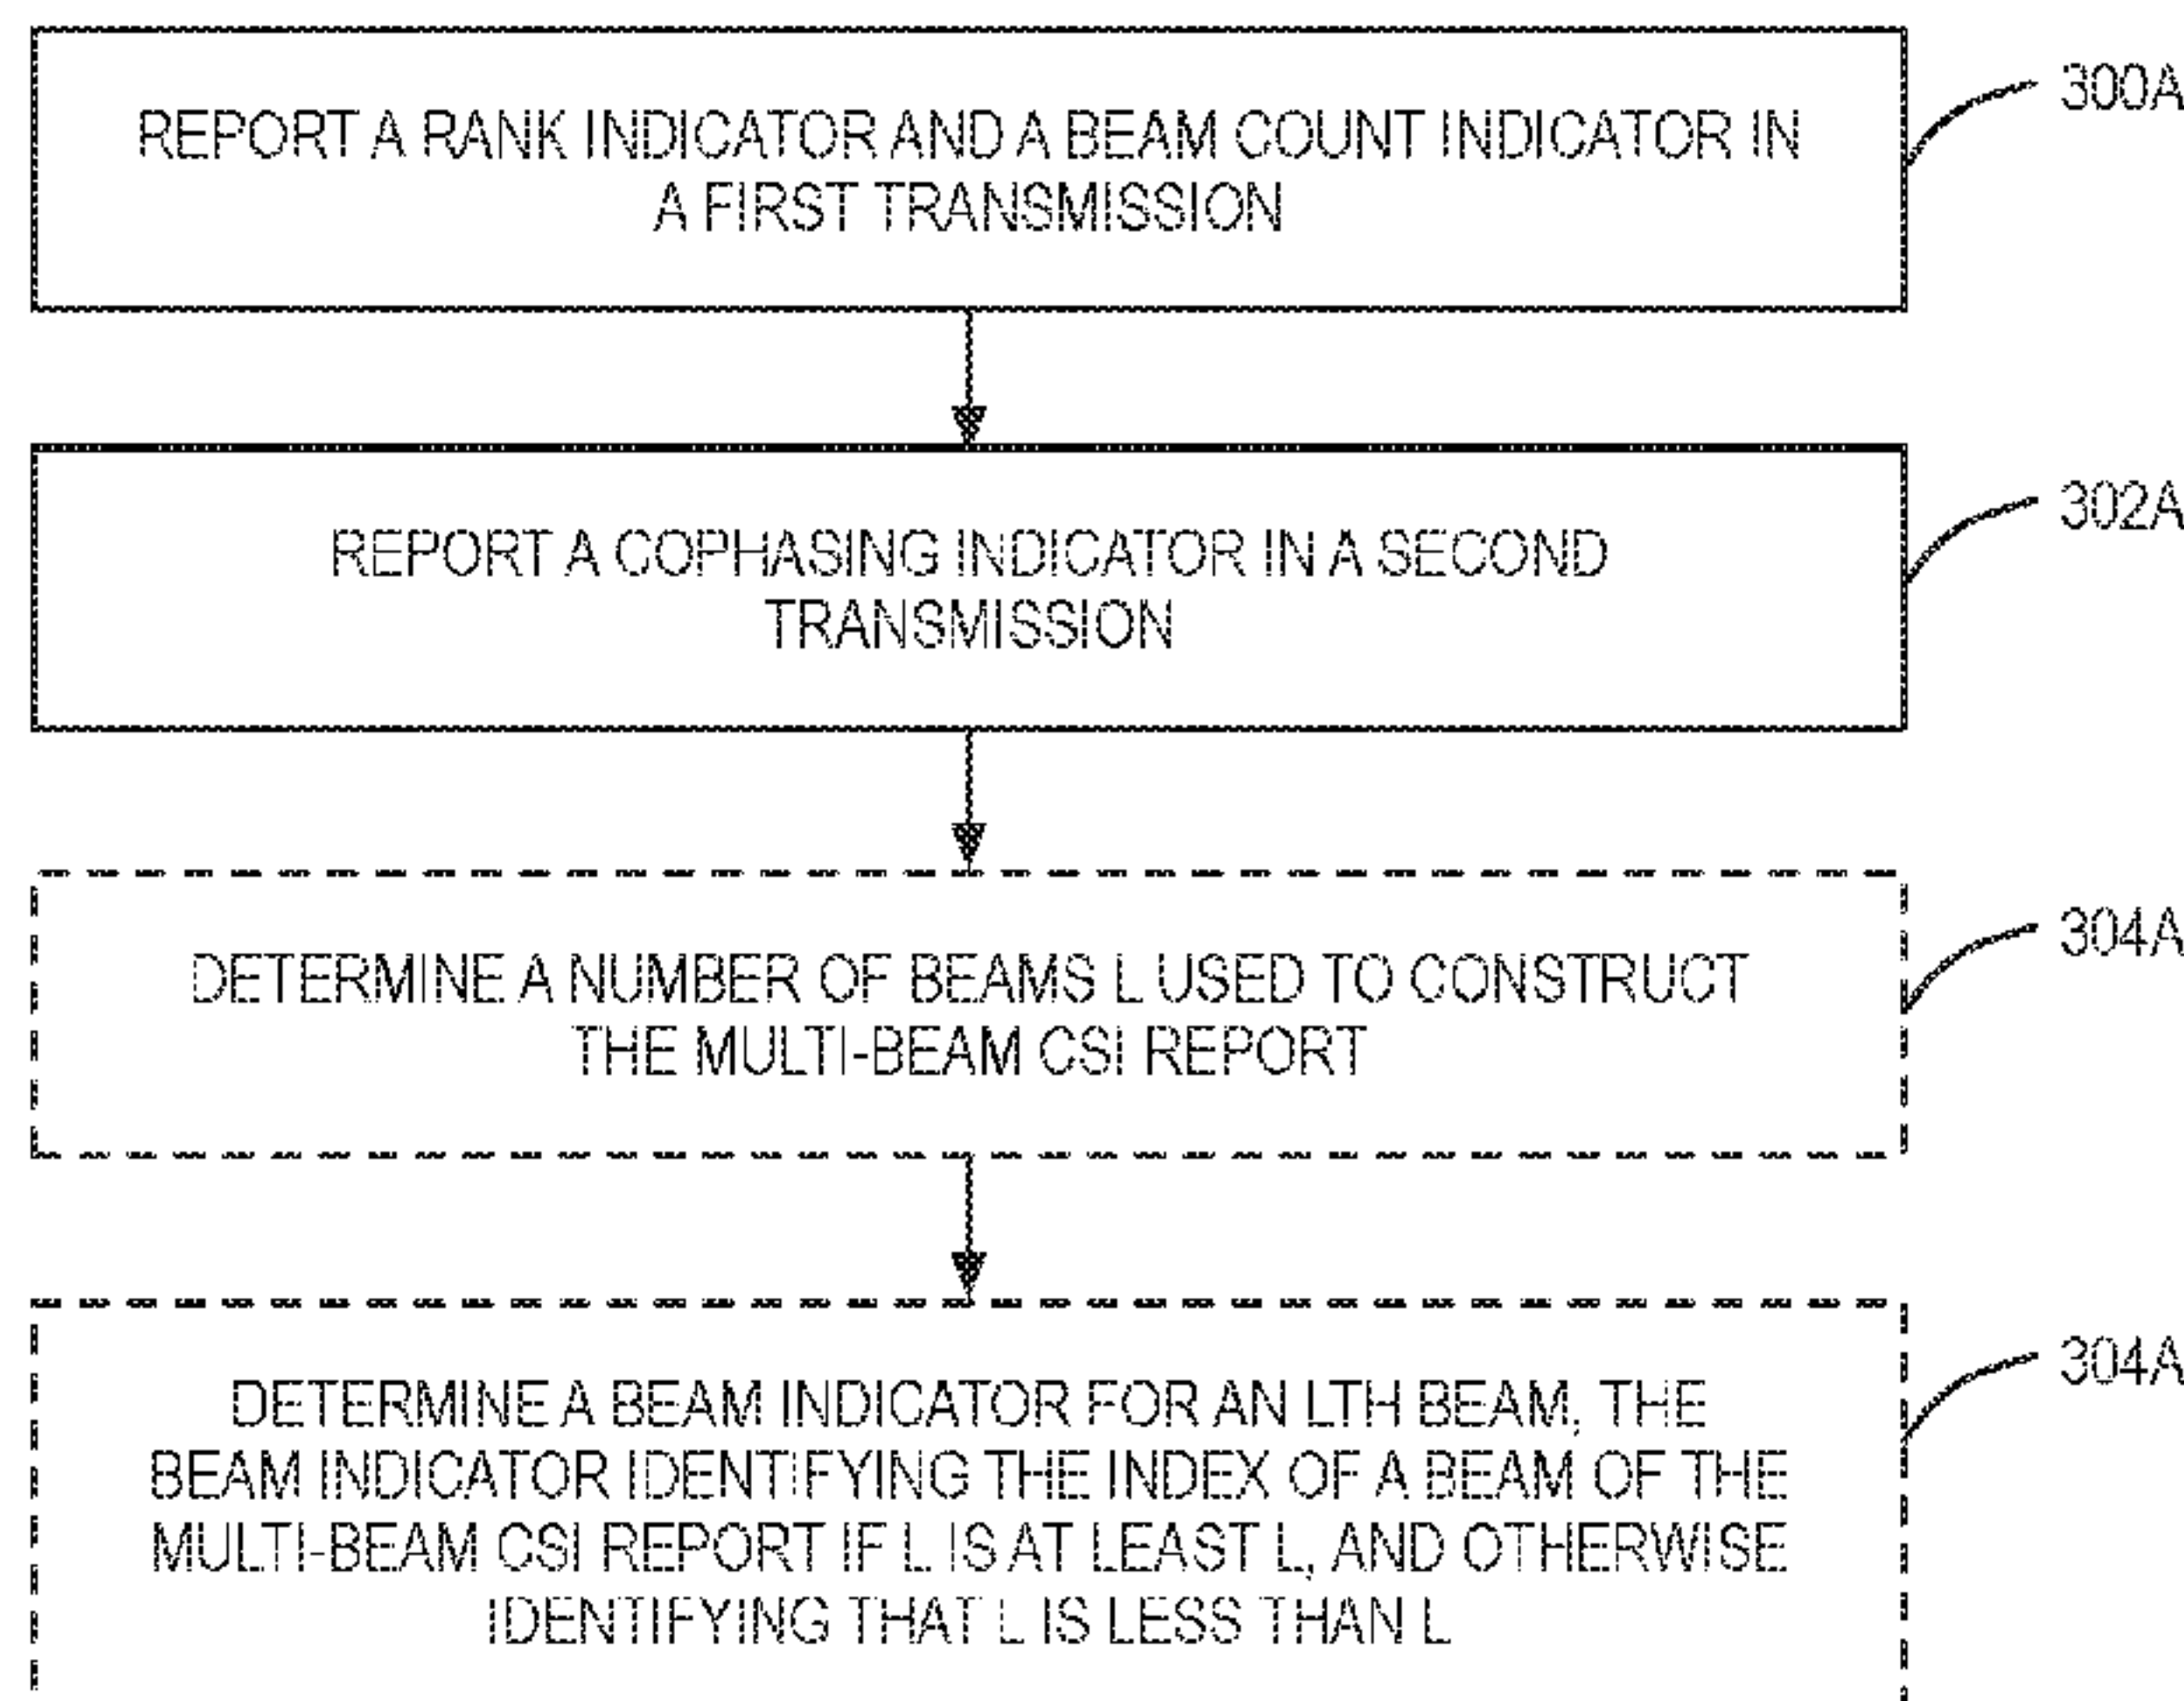 REPORT A RANK INDICATOR AND A BEAM COUNT INDICATOR IN
A FIRST TRANSMISSION
300A
REPORT A COPHASING INDICATOR IN A SECOND
TRANSMISSION
302A
DETERMINE A NUMBER OF BEAMS L USED TO CONSTRUCT
THE MULTI-BEAM CSI REPORT
304A
DETERMINE A BEAM INDICATOR FOR AN LTH BEAM, THE
BEAM INDICATOR IDENTIFYING THE INDEX OF A BEAM OF THE
MULTI-BEAM CSI REPORT IF L IS AT LEAST L, AND OTHERWISE
IDENTIFYING THAT L IS LESS THAN L
304A